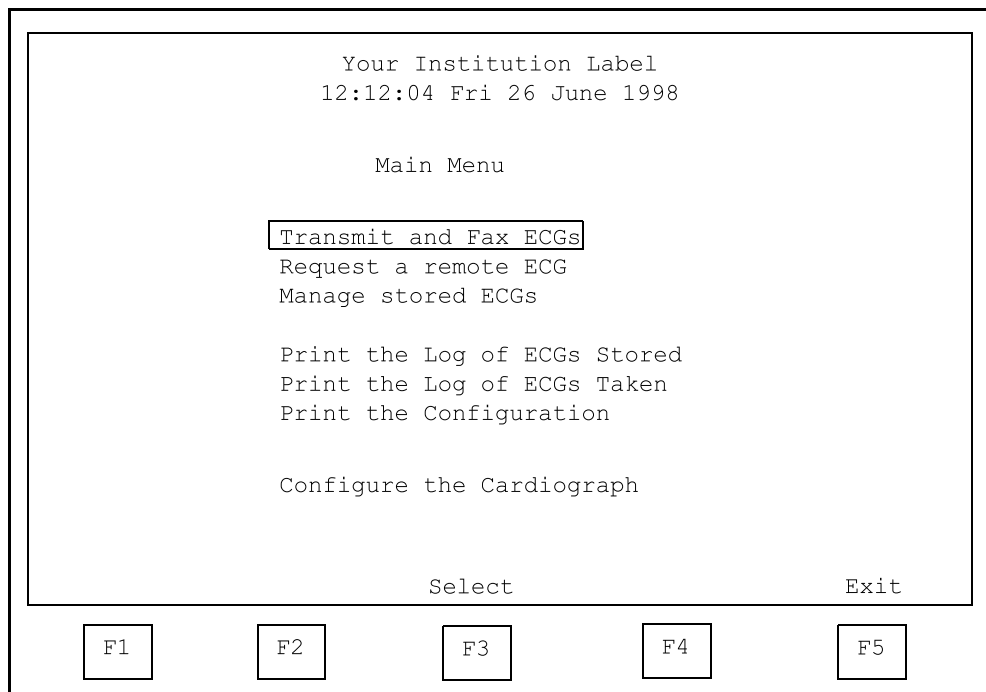 Your Institution Label
12:12:04 Fri 26 June 1998
Main Menu
Transmit and Fax ECGs
Request a remote ECG
Manage stored ECGs
Print the Log of ECGs Stored
Print the Log of ECGs Taken
Print the Configuration
Configure the Cardiograph
Select Exit
F1 F2 F3 F4 F5